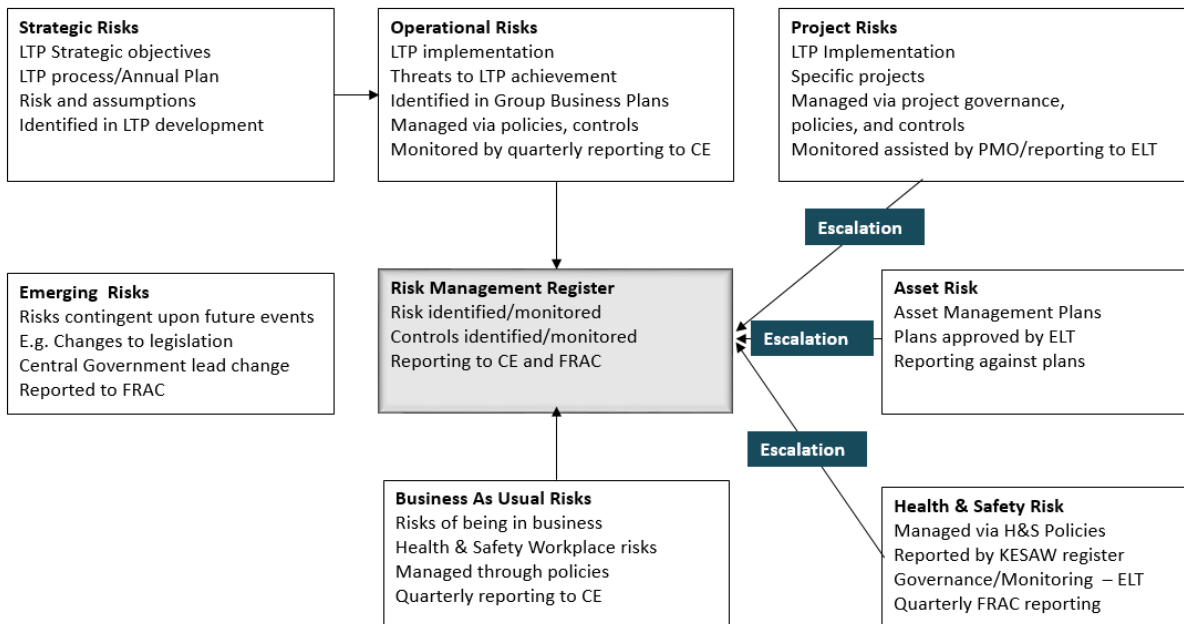 Strategic Risks
LTP Strategic objectives
LTP process/Annual Plan
Risk and assumptions
Identified in LTP development
Operational Risks
LTP implementation
Threats to LTP achievement
Identified in Group Business Plans
Managed via policies, controls
Monitored by quarterly reporting to CE
Project Risks
LTP Implementation
Specific projects
Managed via project governance,
policies, and controls
Monitored assisted by PMO/reporting to ELT
Escalation
Emerging  Risks
Risks contingent upon future events
E.g. Changes to legislation
Central Government lead change
Reported to FRAC
Risk Management Register
Risk identified/monitored
Controls identified/monitored
Reporting to CE and FRAC
Escalation
Asset Risk
Asset Management Plans
Plans approved by ELT
Reporting against plans
Escalation
Business As Usual Risks
Risks of being in business
Health & Safety Workplace risks
Managed through policies
Quarterly reporting to CE
Health & Safety Risk
Managed via H&S Policies
Reported by KESAW register
Governance/Monitoring  – ELT
Quarterly FRAC reporting